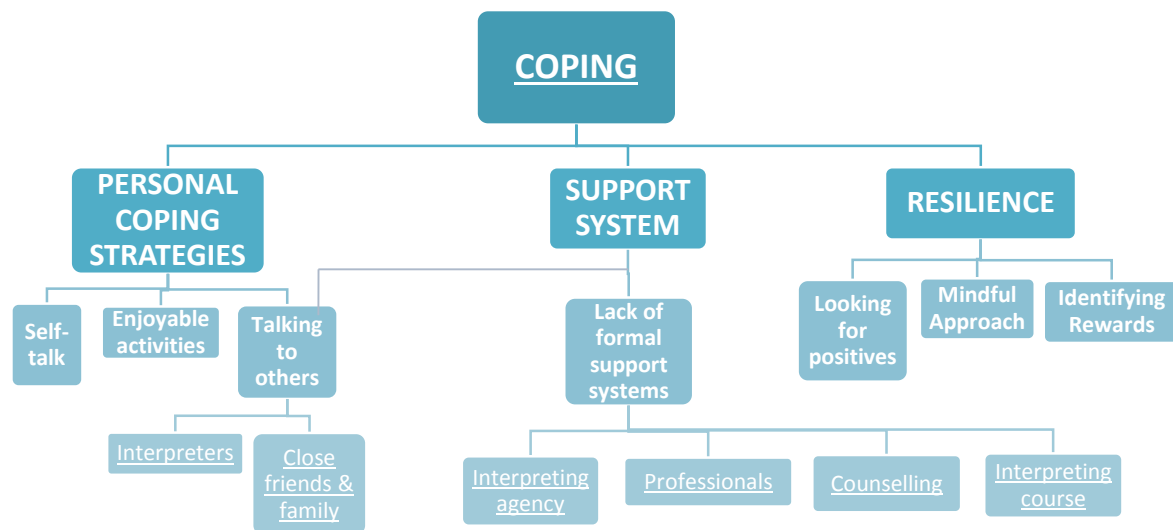 COPING
PERSONAL
COPING
STRATEGIES
SUPPORT
SYSTEM
RESILIENCE
Self-
talk
Enjoyable
activities
Talking
to
others
Lack of
formal
support
systems
Looking
for
positives
Mindful
Approach
Identifying
Rewards
Interpreters
Close
friends &
family
Interpreting
agency
Professionals
Counselling
Interpreting
course